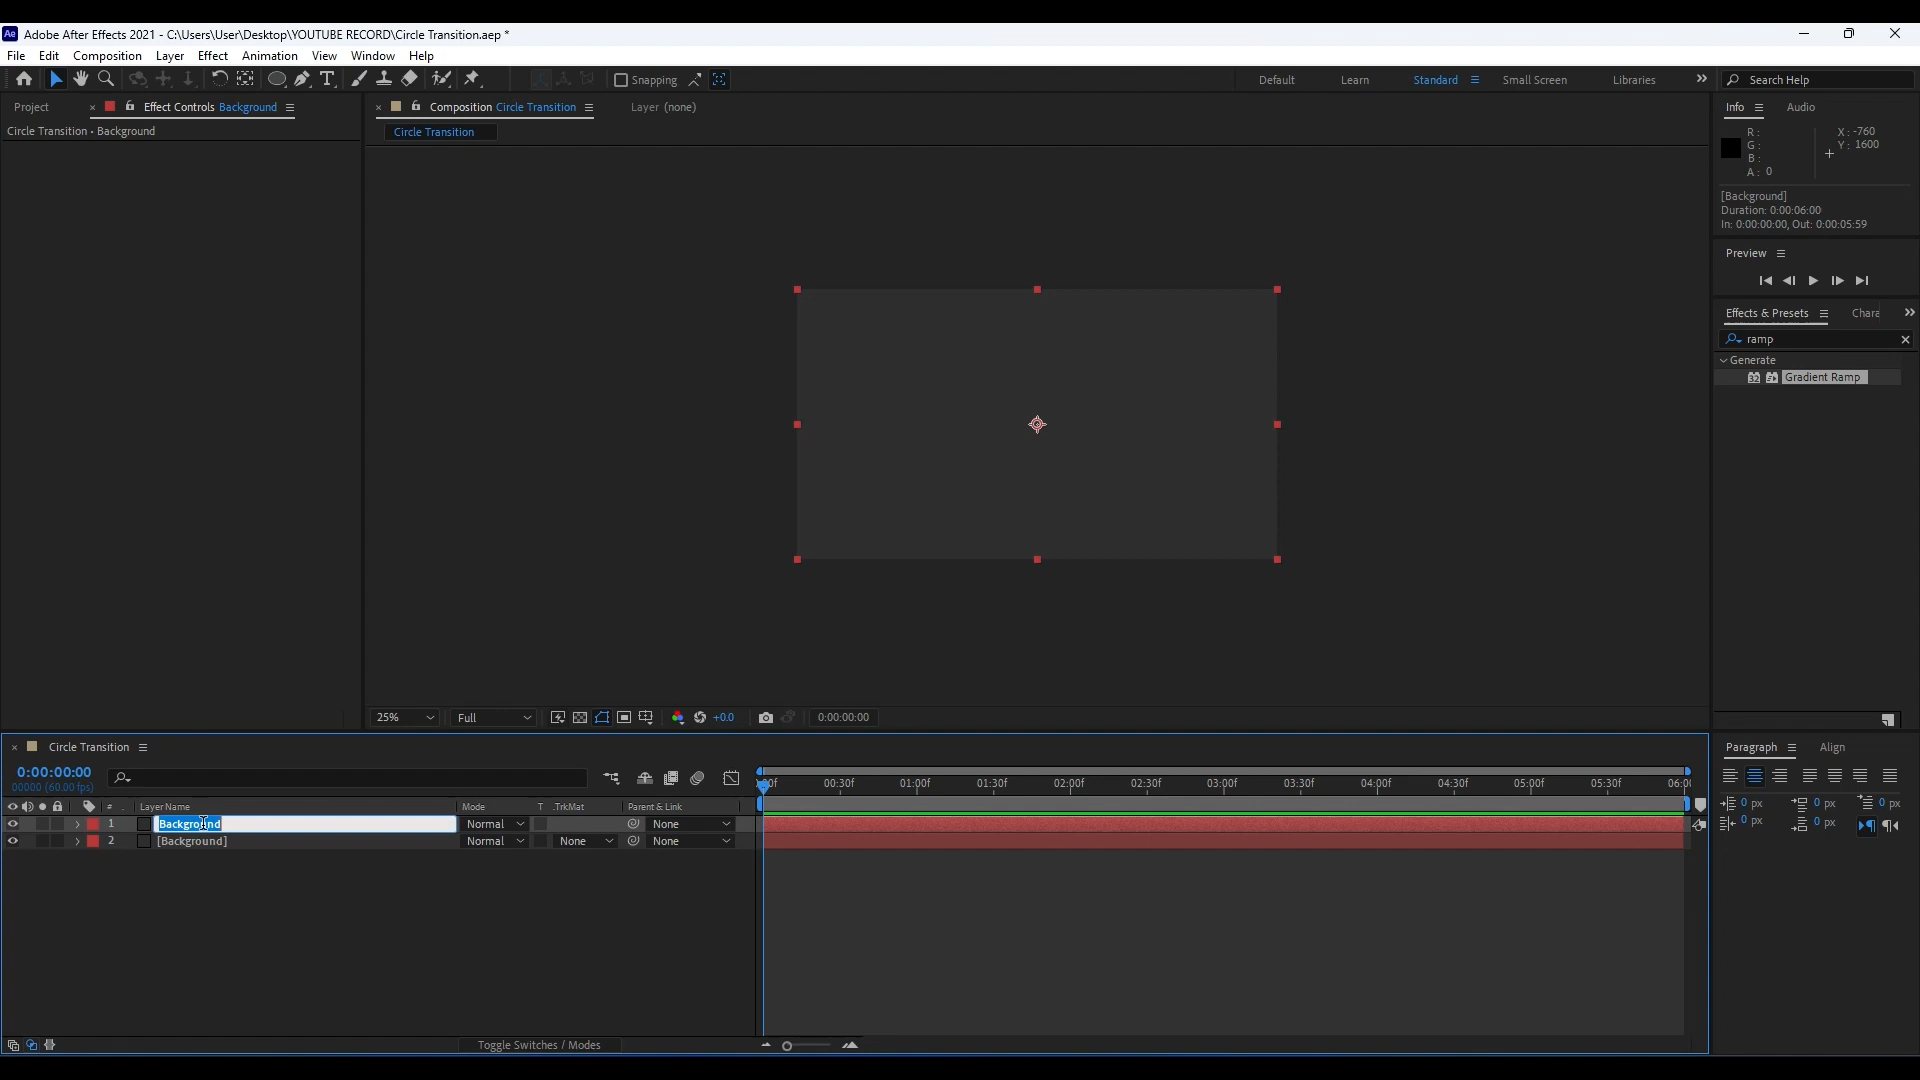 Ae Adobe After Effects 2021 - C:\Users\User\Desktop\YOUTUBE RECORD\Circle Transition.aep *
File Edit Composition Layer Effect Animation View Window Help
Snapping Default Learn Standard Small Screen Libraries Search Help
Project Effect Controls Background Composition Circle Transition Layer (none) Info Audio
Circle Transition • Background Circle Transition
R: X: -760
G: Y: 1600
B:
A: 0
[Background]
Duration: 0:00:06:00
In: 0:00:00:00, Out: 0:00:05:59
Preview
Effects & Presets Chara
ramp
Generate
32 Gradient Ramp
25% Full +0.0 0:00:00:00
Circle Transition Paragraph Align
0:00:00:00
00000 (60.00 fps) 00f 00:30f 01:00f 01:30f 02:00f 02:30f 03:00f 03:30f 04:00f 04:30f 05:00f 05:30f 06:00
# Layer Name Mode T .TrkMat Parent & Link 0 px 0 px 0 px
1 Background Normal None 0 px 0 px
2 [Background] Normal None None
Toggle Switches / Modes